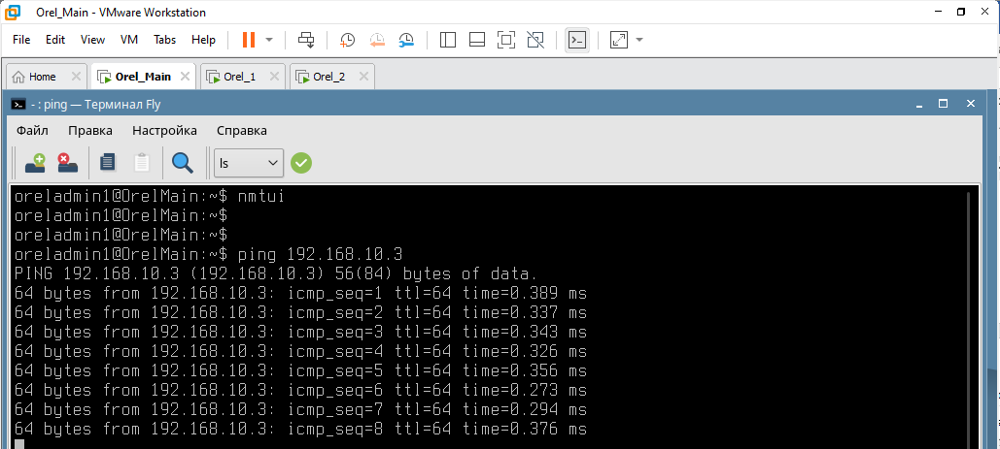 Orel_Main - VMware Workstation
File Edit View VM Tabs Help
Home Orel_Main Orel_1 Orel_2
- : ping — Терминал Fly
Файл Правка Настройка Справка
ls
oreladmin1@OrelMain:~$ nmtui
oreladmin1@OrelMain:~$
oreladmin1@OrelMain:~$
oreladmin1@OrelMain:~$ ping 192.168.10.3
PING 192.168.10.3 (192.168.10.3) 56(84) bytes of data.
64 bytes from 192.168.10.3: icmp_seq=1 ttl=64 time=0.389 ms
64 bytes from 192.168.10.3: icmp_seq=2 ttl=64 time=0.337 ms
64 bytes from 192.168.10.3: icmp_seq=3 ttl=64 time=0.343 ms
64 bytes from 192.168.10.3: icmp_seq=4 ttl=64 time=0.326 ms
64 bytes from 192.168.10.3: icmp_seq=5 ttl=64 time=0.356 ms
64 bytes from 192.168.10.3: icmp_seq=6 ttl=64 time=0.273 ms
64 bytes from 192.168.10.3: icmp_seq=7 ttl=64 time=0.294 ms
64 bytes from 192.168.10.3: icmp_seq=8 ttl=64 time=0.376 ms